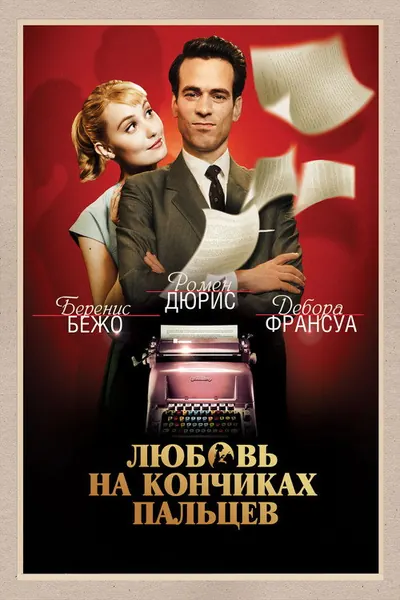 Беренис
БЕЖО
Ромен
ДЮРИС
Дебора
ФРАНСУА
ЛЮБОВЬ
НА КОНЧИКАХ
ПАЛЬЦЕВ